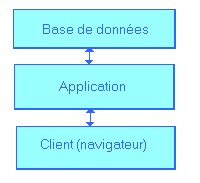 Base de données
Application
Client (navigateur)